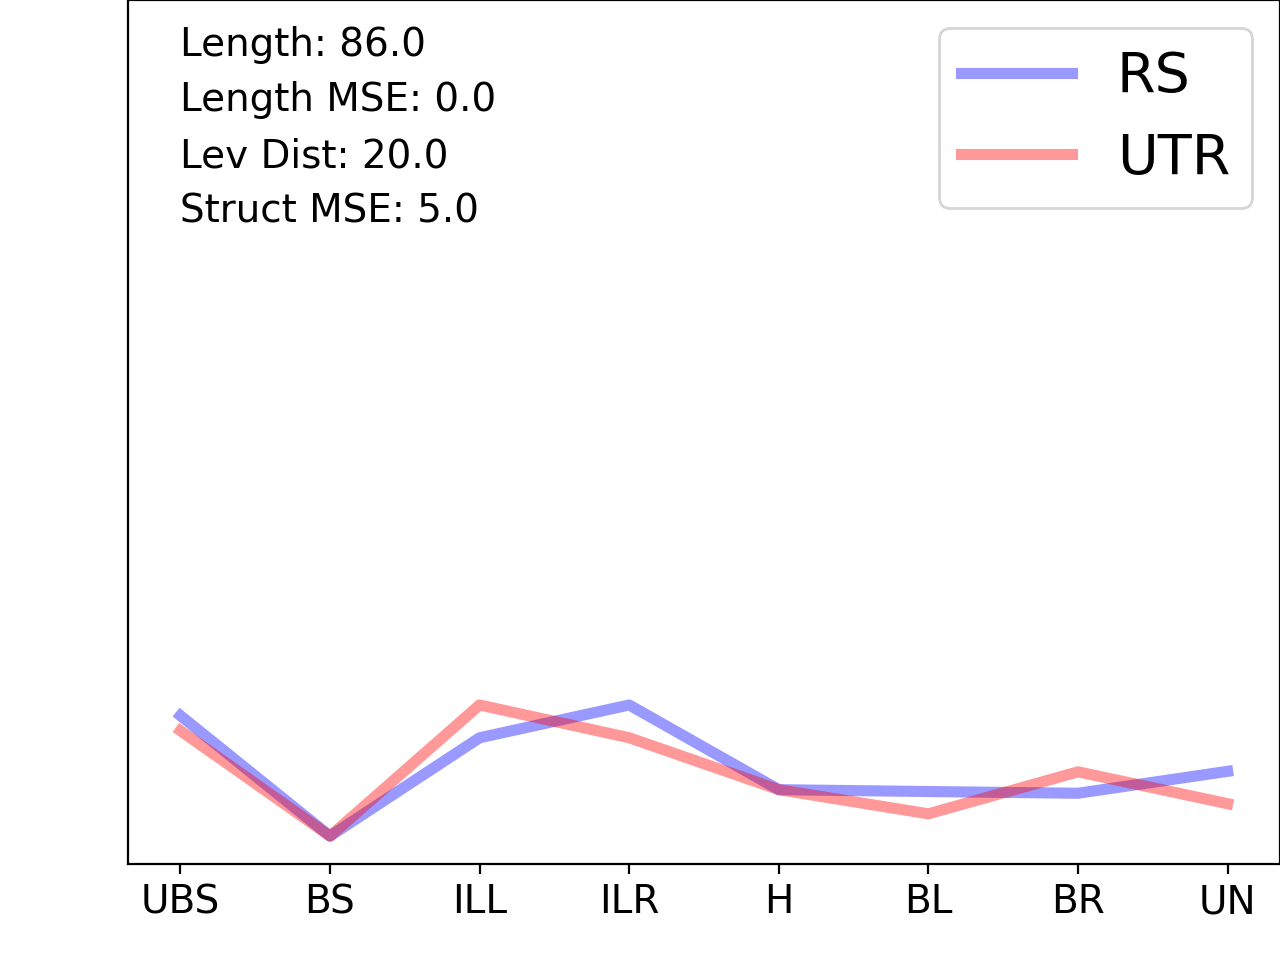 Length: 86.0
Length MSE: 0.0
Lev Dist: 20.0
Struct MSE: 5.0
RS
UTR
UBS BS ILL ILR H BL BR UN